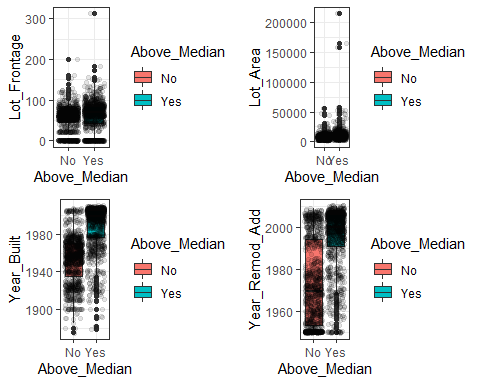 Lot_Frontage
300
200
100
0
No Yes
Above_Median
Above_Median
No
Yes
Lot_Area
200000
150000
100000
50000
0
No Yes
Above_Median
Above_Median
No
Yes
Year_Built
1980
1940
1900
No Yes
Above_Median
Above_Median
No
Yes
Year_Remod_Add
2000
1980
1960
No Yes
Above_Median
Above_Median
No
Yes